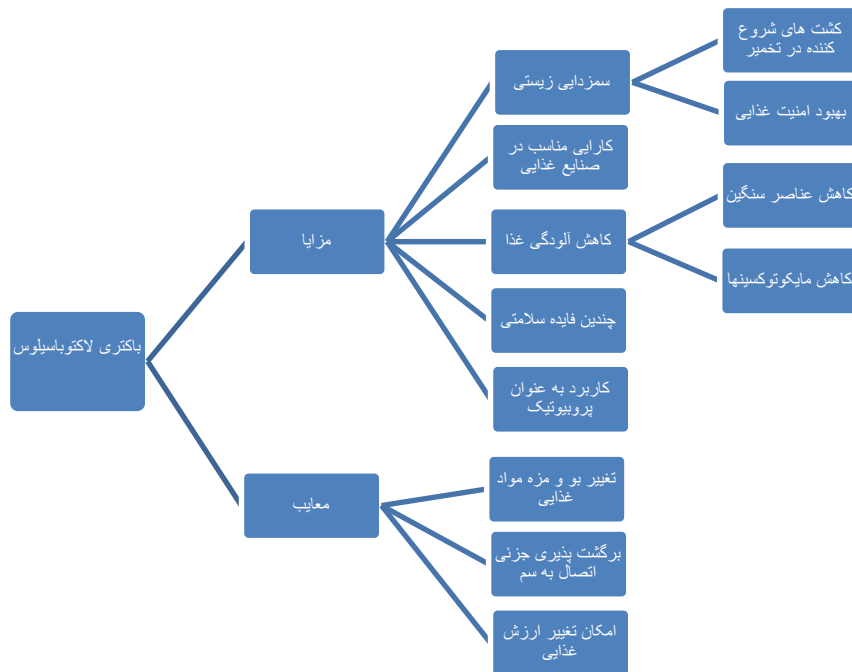 باکتری لاکتوباسیلوس
مزایا
سمزدایی زیستی
کشت های شروع
کننده در تخمیر
بهبود امنیت غذایی
کارایی مناسب در
صنایع غذایی
کاهش آلودگی غذا
کاهش عناصر سنگین
کاهش مایکوتوکسینها
چندین فایده سلامتی
کاربرد به عنوان
پروبیوتیک
معایب
تغییر بو و مزه مواد
غذایی
برگشت پذیری جزئی
اتصال به سم
امکان تغییر ارزش
غذایی